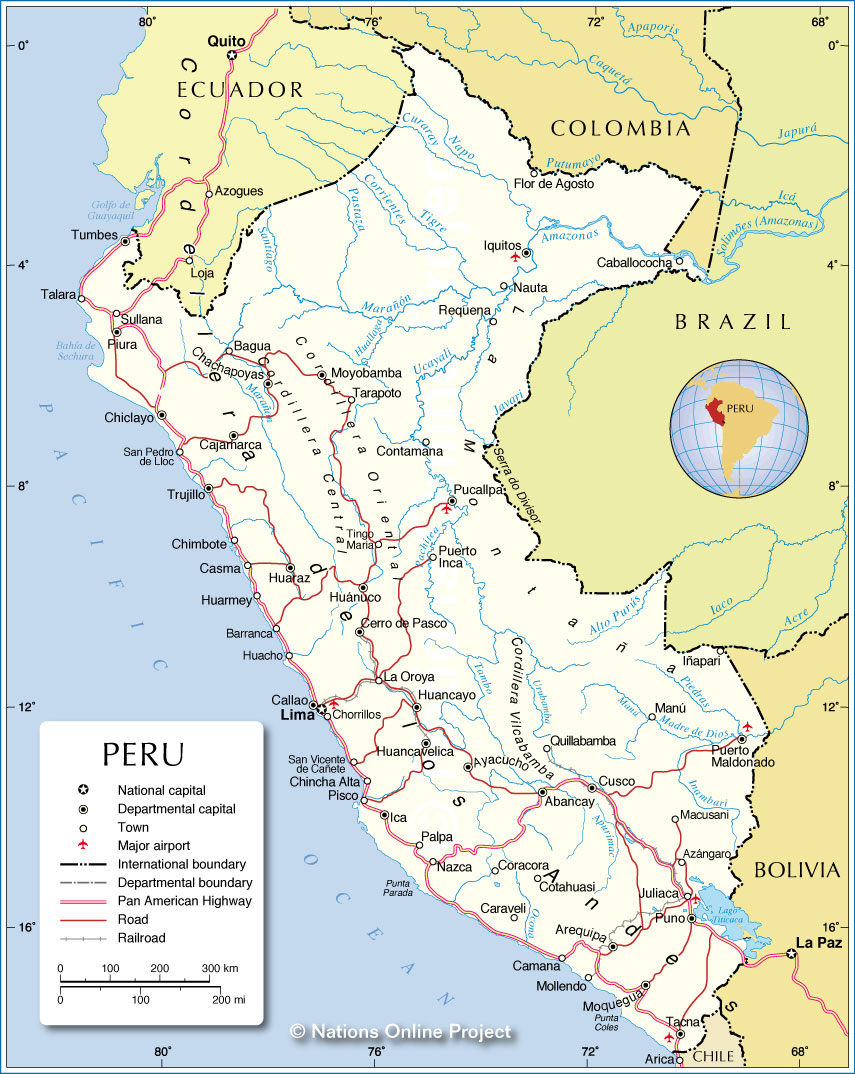 80°
76°
72°
68°
0°
0°
Quito
ECUADOR
Cordillera de los Andes
Apaporis
Caquetá
COLOMBIA
Curaray
Napo
Putumayo
Japurá
Flor de Agosto
Azogues
Içá
Golfo de
Guayaquil
Pastaza
Corrientes
Tigre
Solimões (Amazonas)
Tumbes
Santiago
Iquitos
Amazonas
4°
4°
Loja
Caballococha
Talara
Nauta
Marañón
Requena
Sullana
Piura
Huallaga
BRAZIL
La Montaña
Bahía de
Sechura
Bagua
Chachapoyas
Cordillera Central
Cordillera Oriental
Moyobamba
Ucayali
Marañón
Tarapoto
Javari
PERU
Chiclayo
Cajamarca
Contamana
San Pedro
de Lloc
Serra do Divisor
PACIFIC
OCEAN
8°
8°
Trujillo
Pucallpa
Chimbote
Tingo
Maria
Pachitea
Puerto
Inca
Casma
Huaraz
Huánuco
Huarmey
Alto Purús
Iaco
Acre
Barranca
Cerro de Pasco
Huacho
Iñapari
La Oroya
Tambo
Urubamba
Cordillera Vilcabamba
Piedras
12°
12°
Callao
Lima
Chorrillos
Huancayo
Manú
Manú
Madre de Dios
Puerto
Maldonado
Quillabamba
Huancavelica
San Vicente
de Cañete
Ayacucho
Chincha Alta
Pisco
Cusco
Abancay
Inambari
Ica
Apurímac
Macusani
Palpa
Nazca
Azángaro
BOLIVIA
Coracora
Cotahuasi
Punta
Parada
Juliaca
Lago
Titicaca
Caraveli
Ocoña
Puno
16°
16°
Arequipa
La Paz
Camana
Mollendo
Moquegua
Punta
Coles
Tacna
Arica
CHILE
PERU
National capital
Departmental capital
Town
Major airport
International boundary
Departmental boundary
Pan American Highway
Road
Railroad
0 100 200 300 km
0 100 200 mi
© Nations Online Project
80°
76°
72°
68°